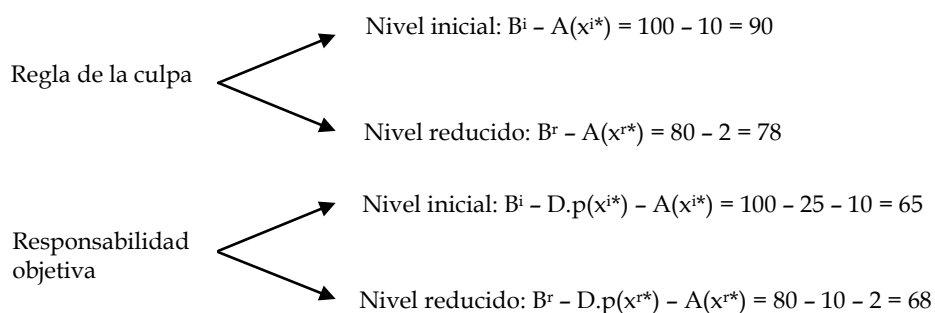 Nivel inicial: Bⁱ – A(xⁱ*) = 100 – 10 = 90
Regla de la culpa
Nivel reducido: Bʳ – A(xʳ*) = 80 – 2 = 78
Nivel inicial: Bⁱ – D.p(xⁱ*) – A(xⁱ*) = 100 – 25 – 10 = 65
Responsabilidad
objetiva
Nivel reducido: Bʳ – D.p(xʳ*) – A(xʳ*) = 80 – 10 – 2 = 68